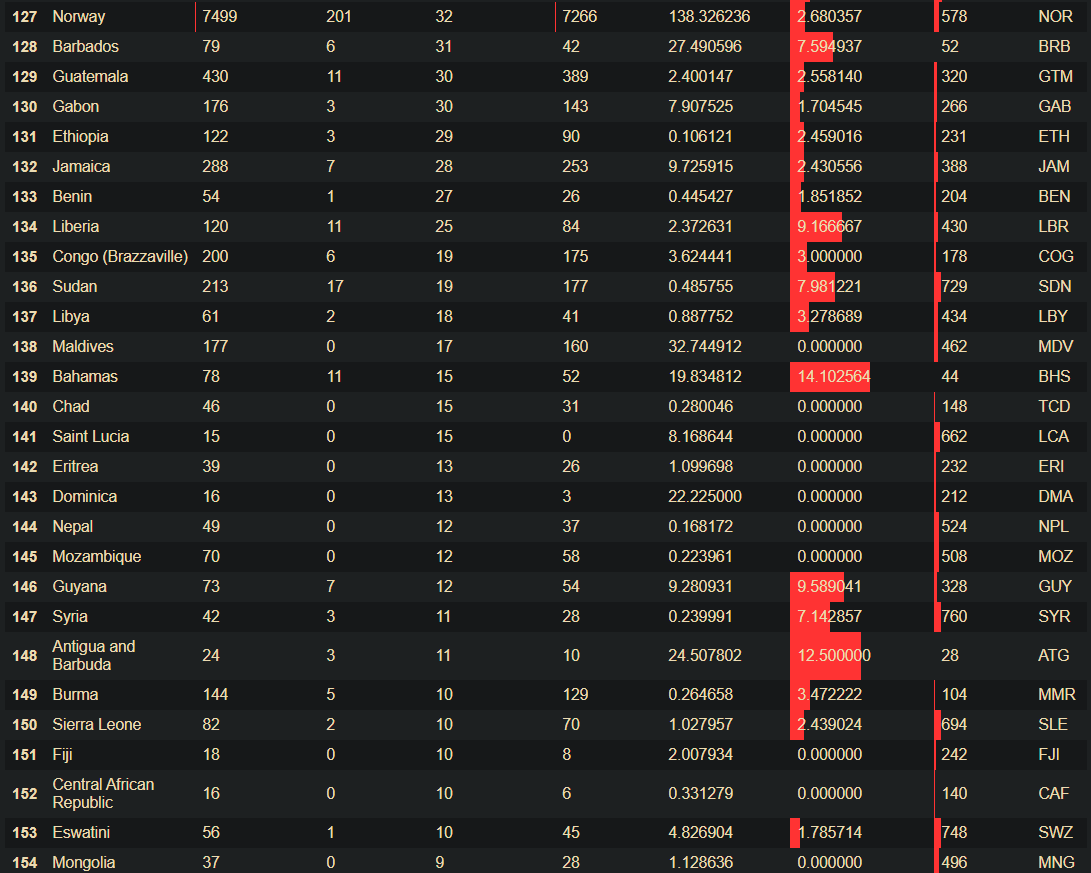 127 Norway 7499 201 32 7266 138.326236 2.680357 578 NOR
128 Barbados 79 6 31 42 27.490596 7.594937 52 BRB
129 Guatemala 430 11 30 389 2.400147 2.558140 320 GTM
130 Gabon 176 3 30 143 7.907525 1.704545 266 GAB
131 Ethiopia 122 3 29 90 0.106121 2.459016 231 ETH
132 Jamaica 288 7 28 253 9.725915 2.430556 388 JAM
133 Benin 54 1 27 26 0.445427 1.851852 204 BEN
134 Liberia 120 11 25 84 2.372631 9.166667 430 LBR
135 Congo (Brazzaville) 200 6 19 175 3.624441 3.000000 178 COG
136 Sudan 213 17 19 177 0.485755 7.981221 729 SDN
137 Libya 61 2 18 41 0.887752 3.278689 434 LBY
138 Maldives 177 0 17 160 32.744912 0.000000 462 MDV
139 Bahamas 78 11 15 52 19.834812 14.102564 44 BHS
140 Chad 46 0 15 31 0.280046 0.000000 148 TCD
141 Saint Lucia 15 0 15 0 8.168644 0.000000 662 LCA
142 Eritrea 39 0 13 26 1.099698 0.000000 232 ERI
143 Dominica 16 0 13 3 22.225000 0.000000 212 DMA
144 Nepal 49 0 12 37 0.168172 0.000000 524 NPL
145 Mozambique 70 0 12 58 0.223961 0.000000 508 MOZ
146 Guyana 73 7 12 54 9.280931 9.589041 328 GUY
147 Syria 42 3 11 28 0.239991 7.142857 760 SYR
148 Antigua and
Barbuda 24 3 11 10 24.507802 12.500000 28 ATG
149 Burma 144 5 10 129 0.264658 3.472222 104 MMR
150 Sierra Leone 82 2 10 70 1.027957 2.439024 694 SLE
151 Fiji 18 0 10 8 2.007934 0.000000 242 FJI
152 Central African
Republic 16 0 10 6 0.331279 0.000000 140 CAF
153 Eswatini 56 1 10 45 4.826904 1.785714 748 SWZ
154 Mongolia 37 0 9 28 1.128636 0.000000 496 MNG